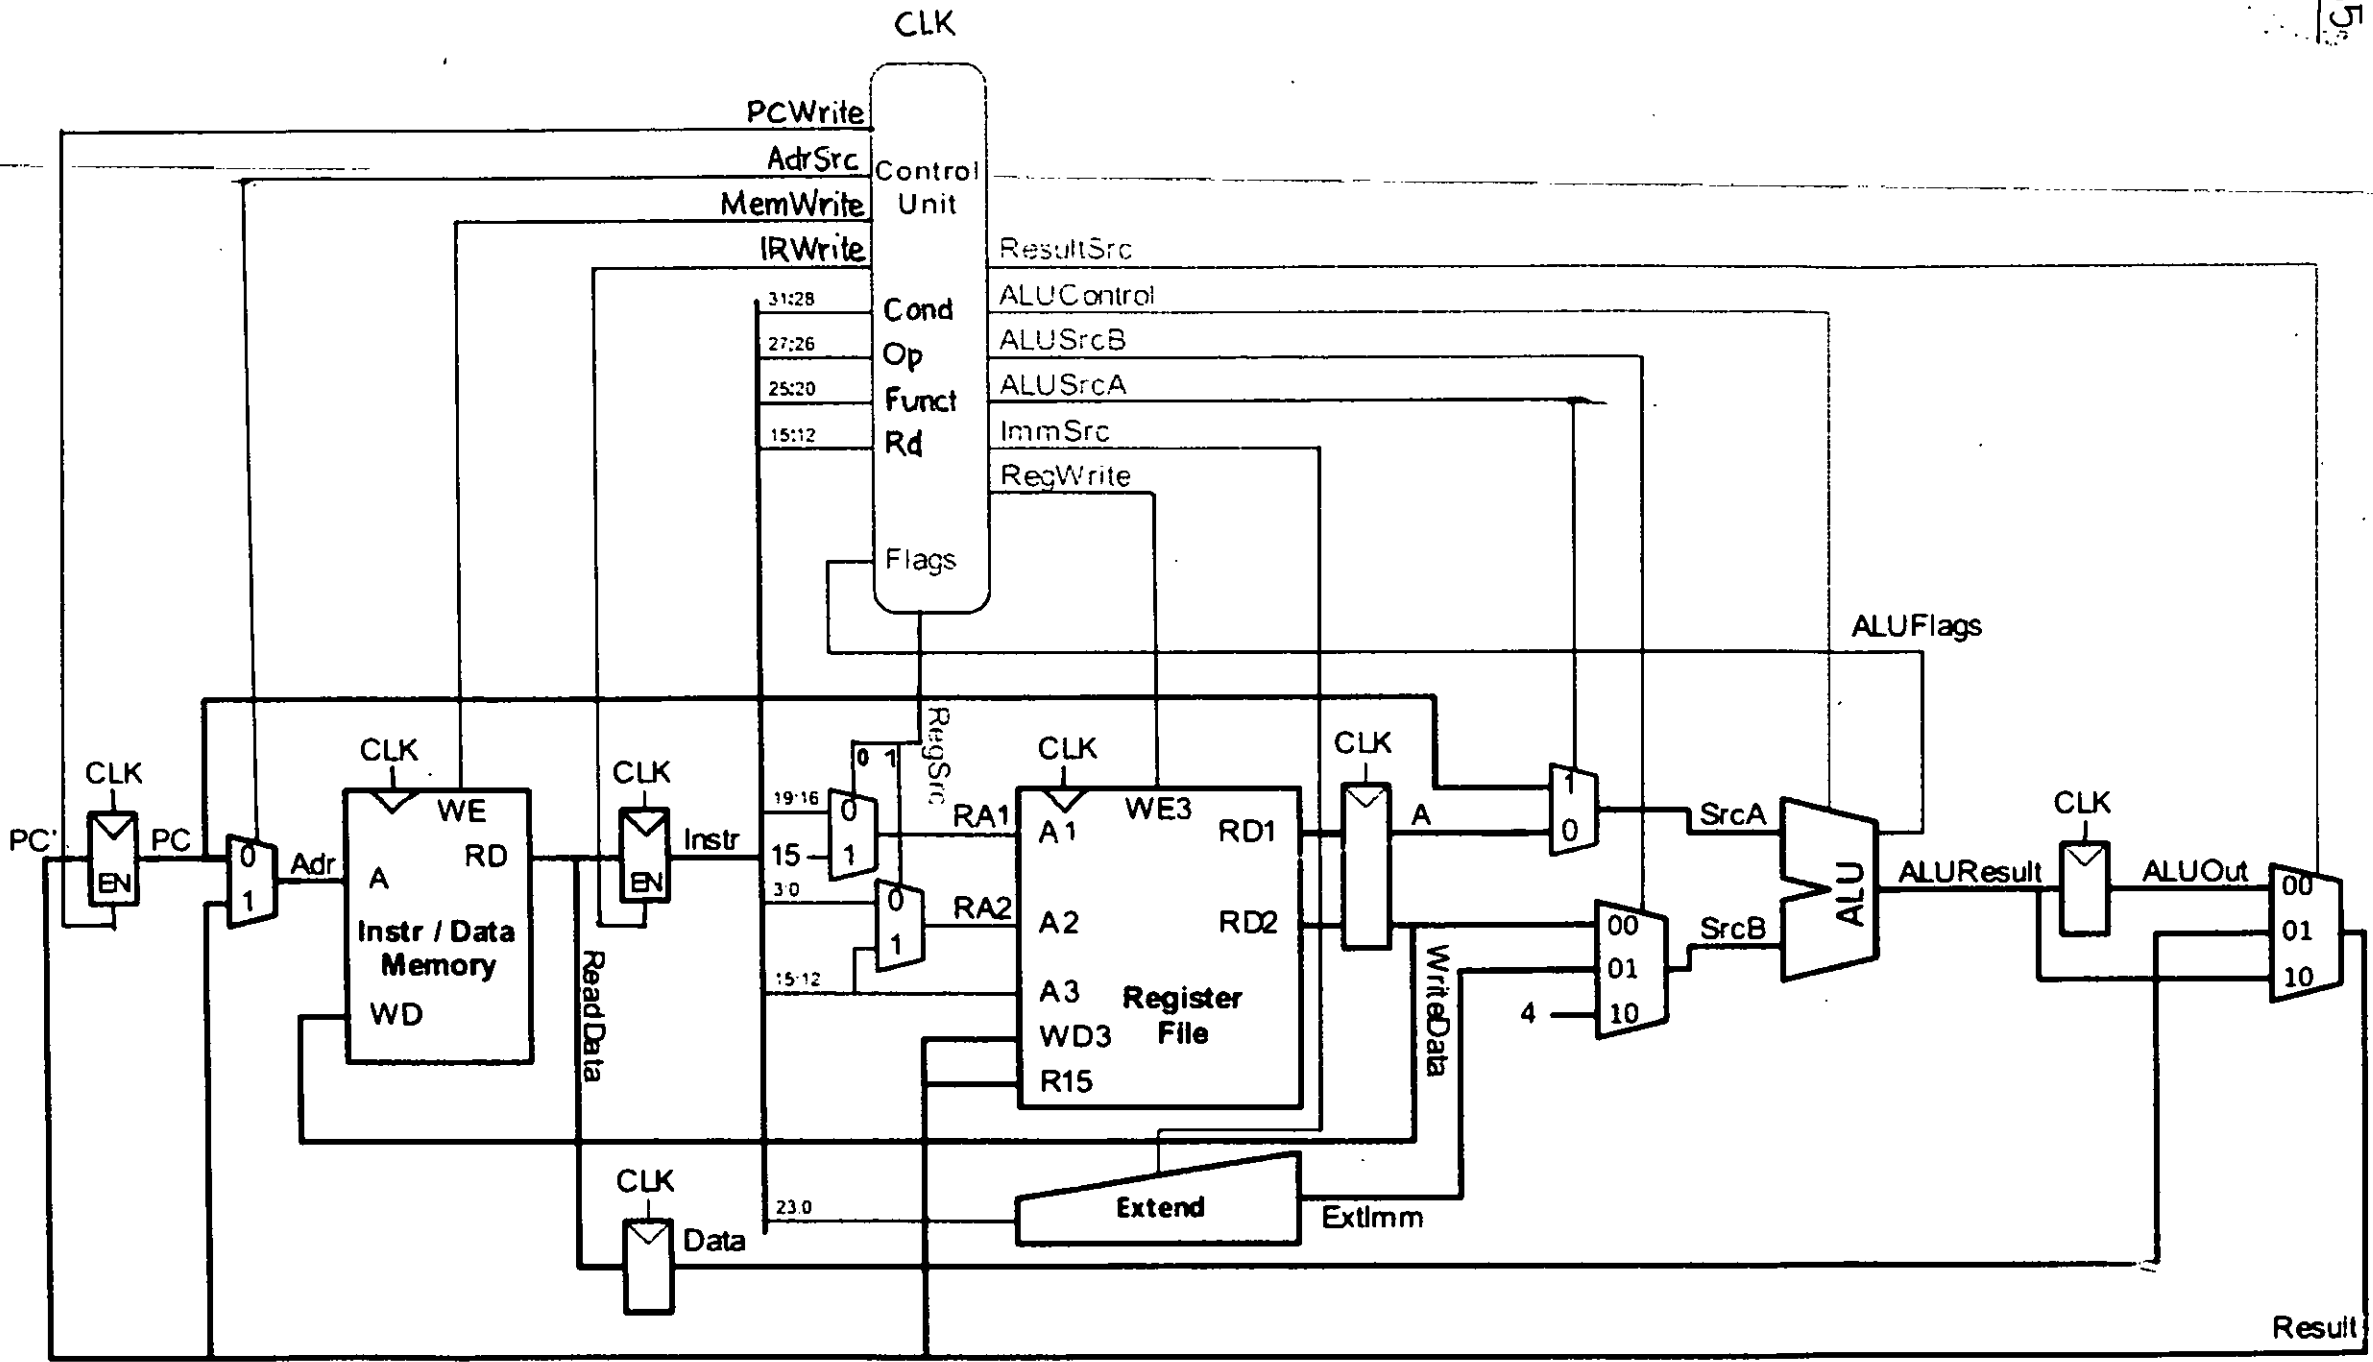 5
CLK
PCWrite
AdrSrc
MemWrite
IRWrite
Control
Unit
31:28
Cond
27:26
Op
25:20
Funct
15:12
Rd
Flags
ResultSrc
ALUControl
ALUSrcB
ALUSrcA
ImmSrc
RegWrite
ALUFlags
RegSrc
0 1
PC'
CLK
EN
PC
0
1
Adr
CLK
WE
RD
A
Instr / Data
Memory
WD
ReadData
CLK
EN
Instr
19:16
15
0
1
3:0
0
1
15:12
RA1
RA2
CLK
WE3
A1
RD1
A2
RD2
A3
Register
File
WD3
R15
CLK
A
WriteData
1
0
00
01
4
10
SrcA
SrcB
ALU
ALUResult
CLK
ALUOut
00
01
10
CLK
Data
23:0
Extend
ExtImm
Result